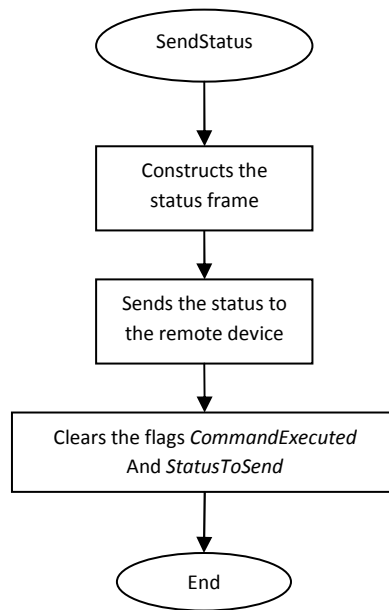 SendStatus
Constructs the
status frame
Sends the status to
the remote device
Clears the flags CommandExecuted
And StatusToSend
End